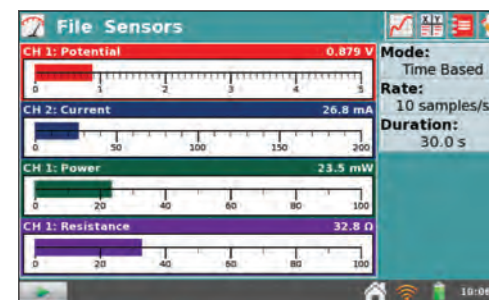 File Sensors
CH 1: Potential 0.879 V
0 1 2 3 4 5
CH 2: Current 26.8 mA
0 50 100 150 200
CH 1: Power 23.5 mW
0 20 40 60 80 100
CH 1: Resistance 32.8 Ω
0 20 40 60 80 100
X Y
Mode:
Time Based
Rate:
10 samples/s
Duration:
30.0 s